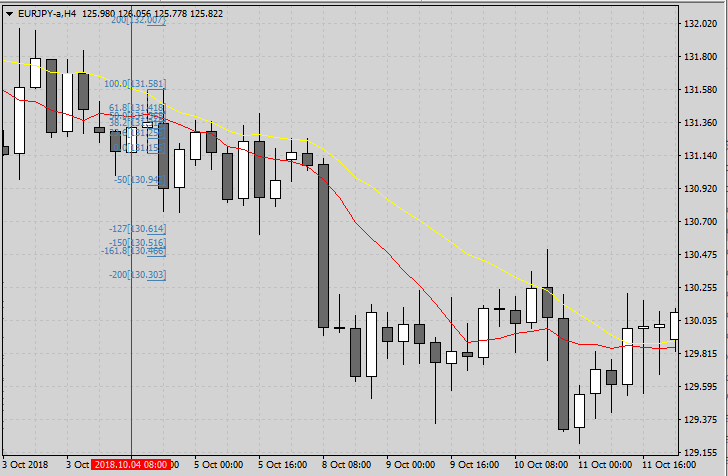 EURJPY-a,H4 125.980 126.056 125.778 125.822
200[132.007]
132.020
131.800
100.0[131.581]
131.580
61.8[131.418]
131.360
131.140
-50[130.94
130.920
130.700
-127[130.614]
-150[130.516]
-161.8[130.466]
130.475
-200[130.303]
130.255
130.035
129.815
129.595
129.375
129.155
3 Oct 2018
3 Oct
2018.10.04 08:00
5 Oct 00:00
5 Oct 16:00
8 Oct 08:00
9 Oct 00:00
9 Oct 16:00
10 Oct 08:00
11 Oct 00:00
11 Oct 16:00